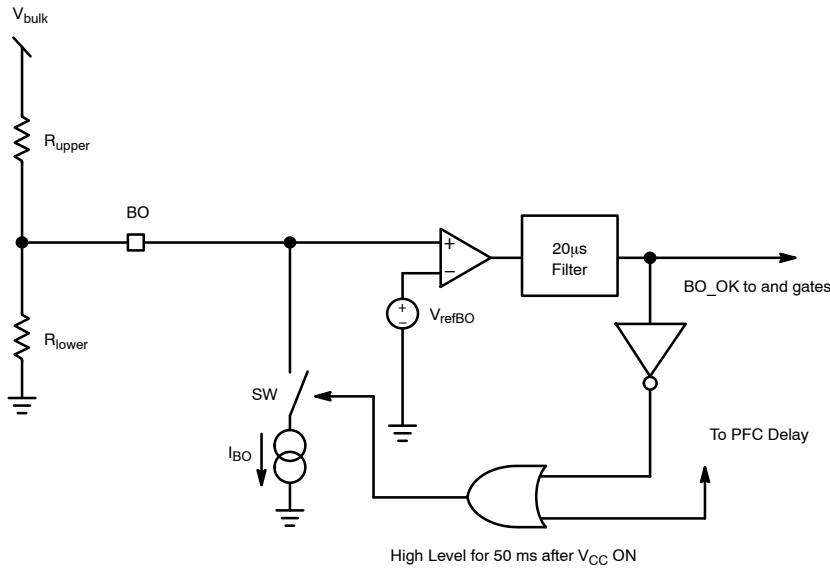 V_bulk
R_upper
BO
+
−
20μs
Filter
BO_OK to and gates
R_lower
+
−
V_refBO
SW
I_BO
To PFC Delay
High Level for 50 ms after V_CC ON